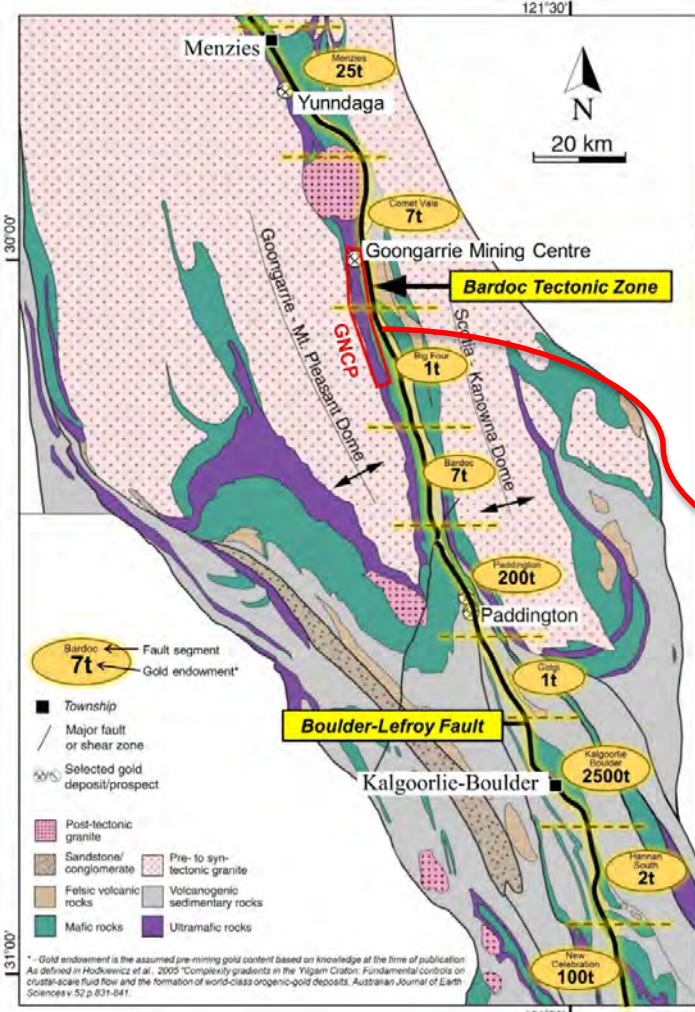 121°30'
Menzies
Menzies
25t
Yunndaga
N
20 km
Comet Vale
7t
30°00'
Goongarrie Mining Centre
Bardoc Tectonic Zone
Goongarrie - Mt. Pleasant Dome
GNCP
Scotia - Kanowna Dome
Big Four
1t
Bardoc
7t
Paddington
200t
Paddington
Gidgi
1t
Bardoc
7t
Fault segment
Gold endowment*
Township
Major fault
or shear zone
Selected gold
deposit/prospect
Boulder-Lefroy Fault
Kalgoorlie-Boulder
Kalgoorlie
Boulder
2500t
Hannan
South
2t
New
Celebration
100t
Post-tectonic
granite
Sandstone/
conglomerate
Pre- to syn-
tectonic granite
Felsic volcanic
rocks
Volcanogenic
sedimentary rocks
Mafic rocks
Ultramafic rocks
31°00'
* - Gold endowment is the assumed pre-mining gold content based on knowledge at the time of publication
As defined in Hodkiewicz et al., 2005 "Complexity gradients in the Yilgarn Craton: Fundamental controls on
crustal-scale fluid flow and the formation of world-class orogenic-gold deposits, Australian Journal of Earth
Sciences v. 52 p.831-841.